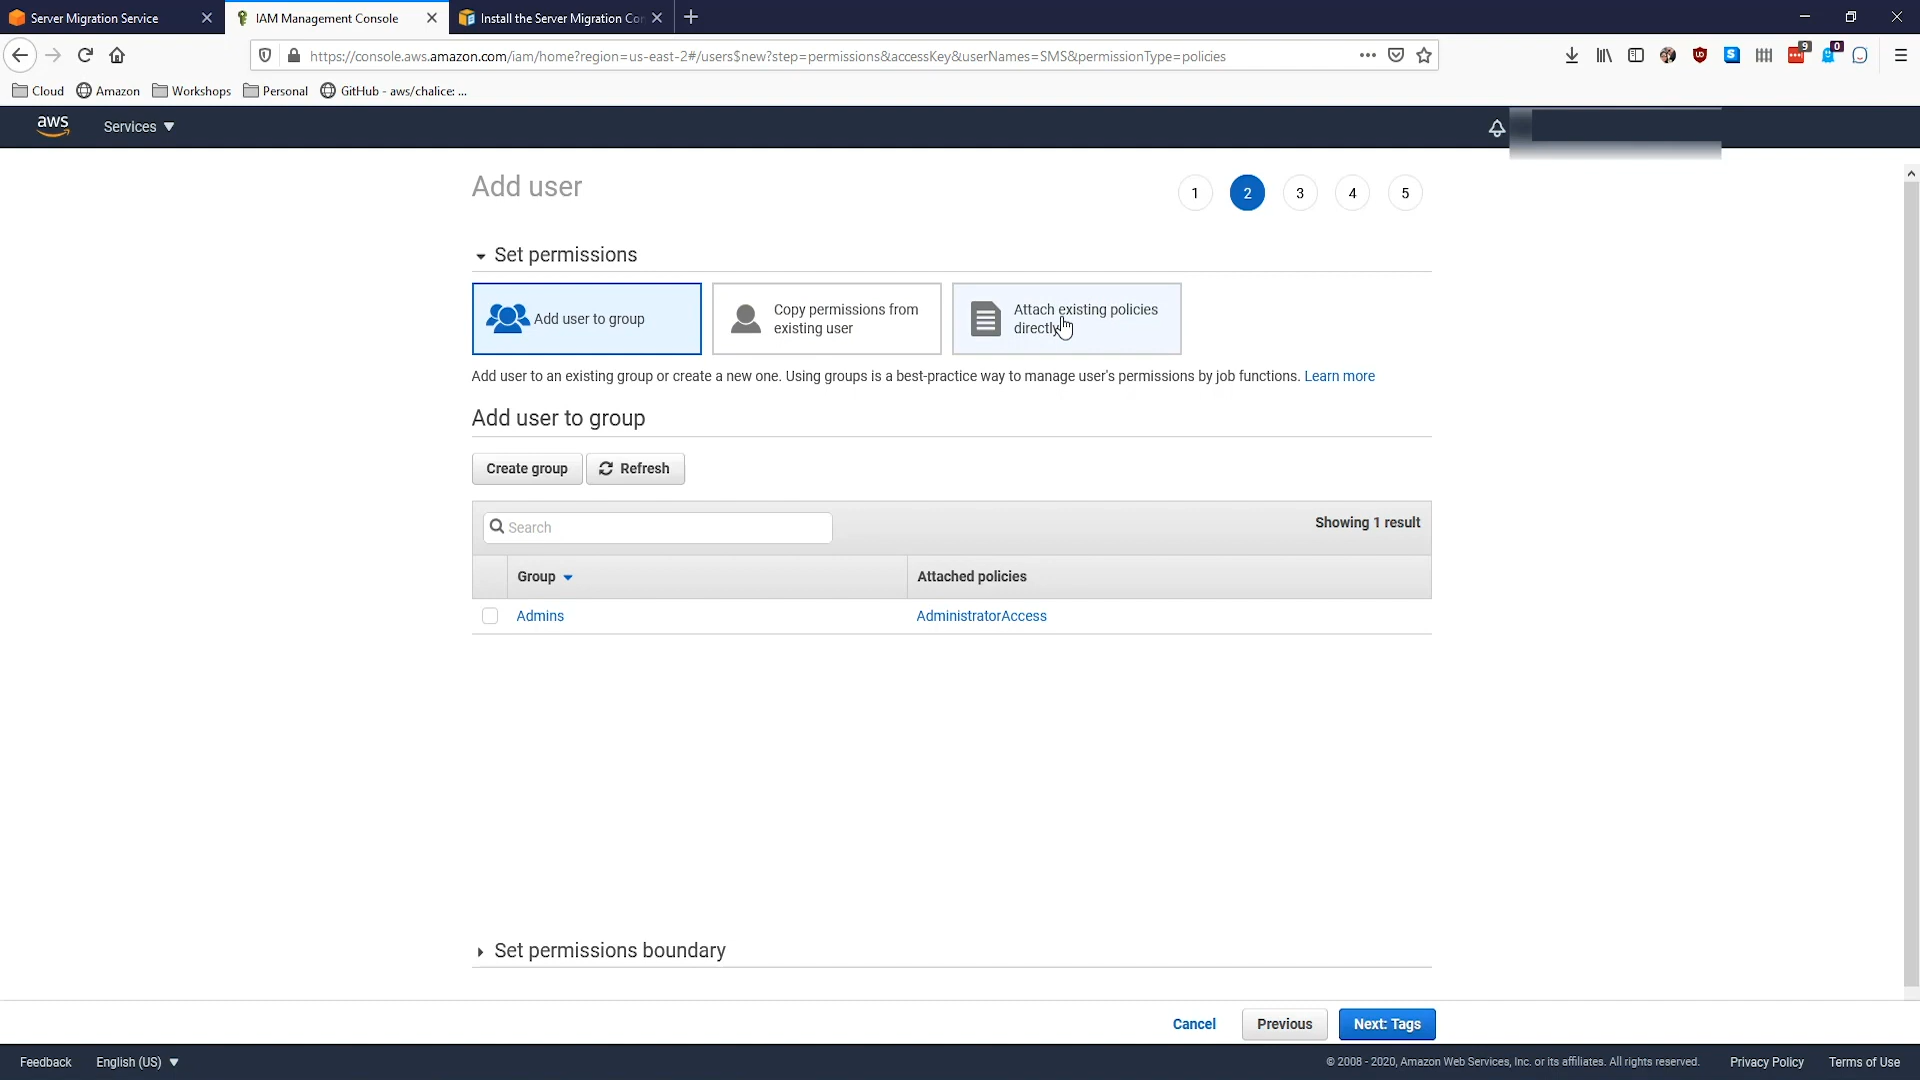 Server Migration Service
IAM Management Console
Install the Server Migration Co
https://console.aws.amazon.com/iam/home?region=us-east-2#/users$new?step=permissions&accessKey&userNames=SMS&permissionType=policies
9
0
Cloud
Amazon
Workshops
Personal
GitHub - aws/chalice: ...
aws
Services
Add user
1
2
3
4
5
Set permissions
Add user to group
Copy permissions from
existing user
Attach existing policies
directly
Add user to an existing group or create a new one. Using groups is a best-practice way to manage user's permissions by job functions. Learn more
Add user to group
Create group
Refresh
Search
Showing 1 result
Group
Attached policies
Admins
AdministratorAccess
Set permissions boundary
Cancel
Previous
Next: Tags
Feedback
English (US)
© 2008 - 2020, Amazon Web Services, Inc. or its affiliates. All rights reserved.
Privacy Policy
Terms of Use